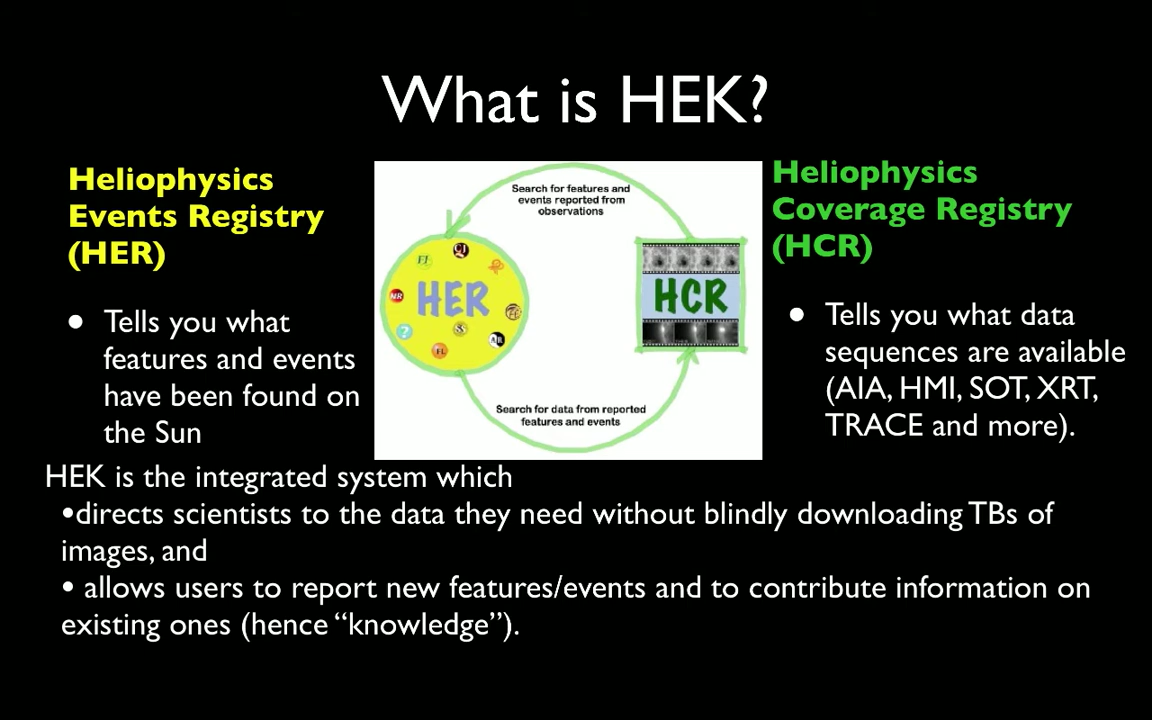 What is HEK?
Heliophysics
Events Registry
(HER)
• Tells you what
features and events
have been found on
the Sun
Search for features and
events reported from
observations
HER
HCR
Search for data from reported
features and events
Heliophysics
Coverage Registry
(HCR)
• Tells you what data
sequences are available
(AIA, HMI, SOT, XRT,
TRACE and more).
HEK is the integrated system which
•directs scientists to the data they need without blindly downloading TBs of
images, and
• allows users to report new features/events and to contribute information on
existing ones (hence “knowledge”).